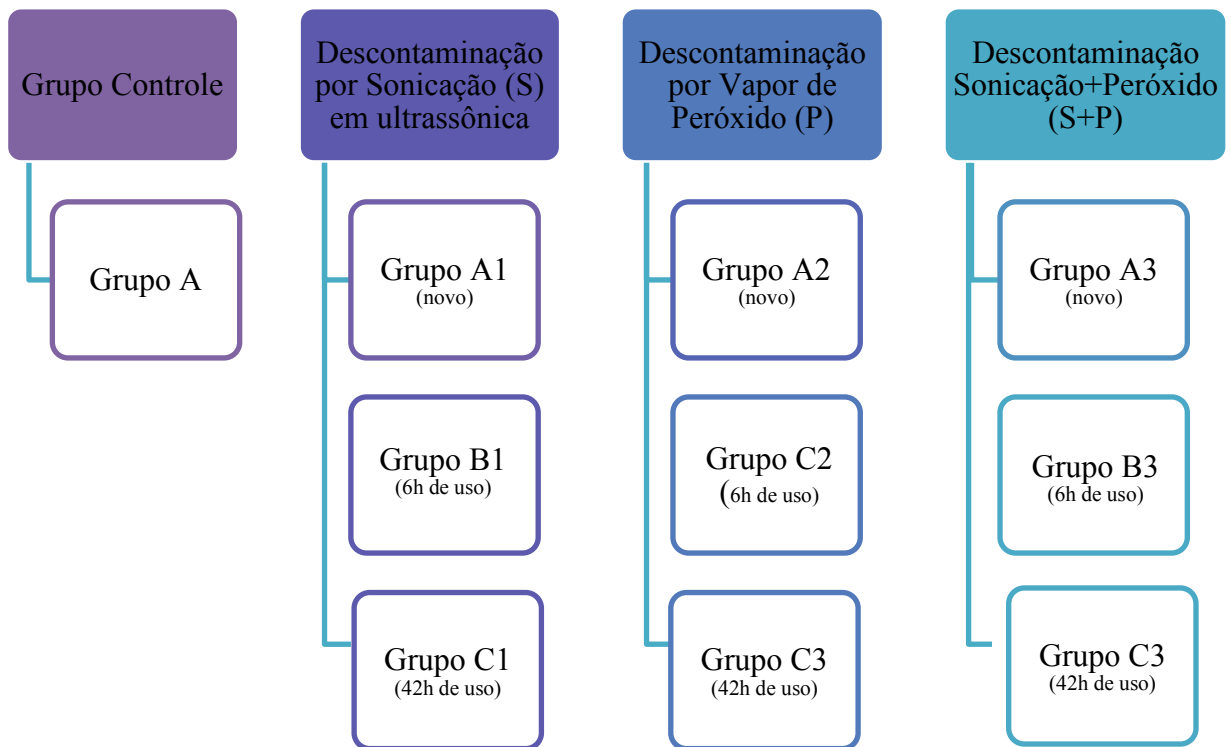 Grupo Controle
Grupo A
Descontaminação
por Sonicação (S)
em ultrassônica
Grupo A1
(novo)
Grupo B1
(6h de uso)
Grupo C1
(42h de uso)
Descontaminação
por Vapor de
Peróxido (P)
Grupo A2
(novo)
Grupo C2
(6h de uso)
Grupo C3
(42h de uso)
Descontaminação
Sonicação+Peróxido
(S+P)
Grupo A3
(novo)
Grupo B3
(6h de uso)
Grupo C3
(42h de uso)